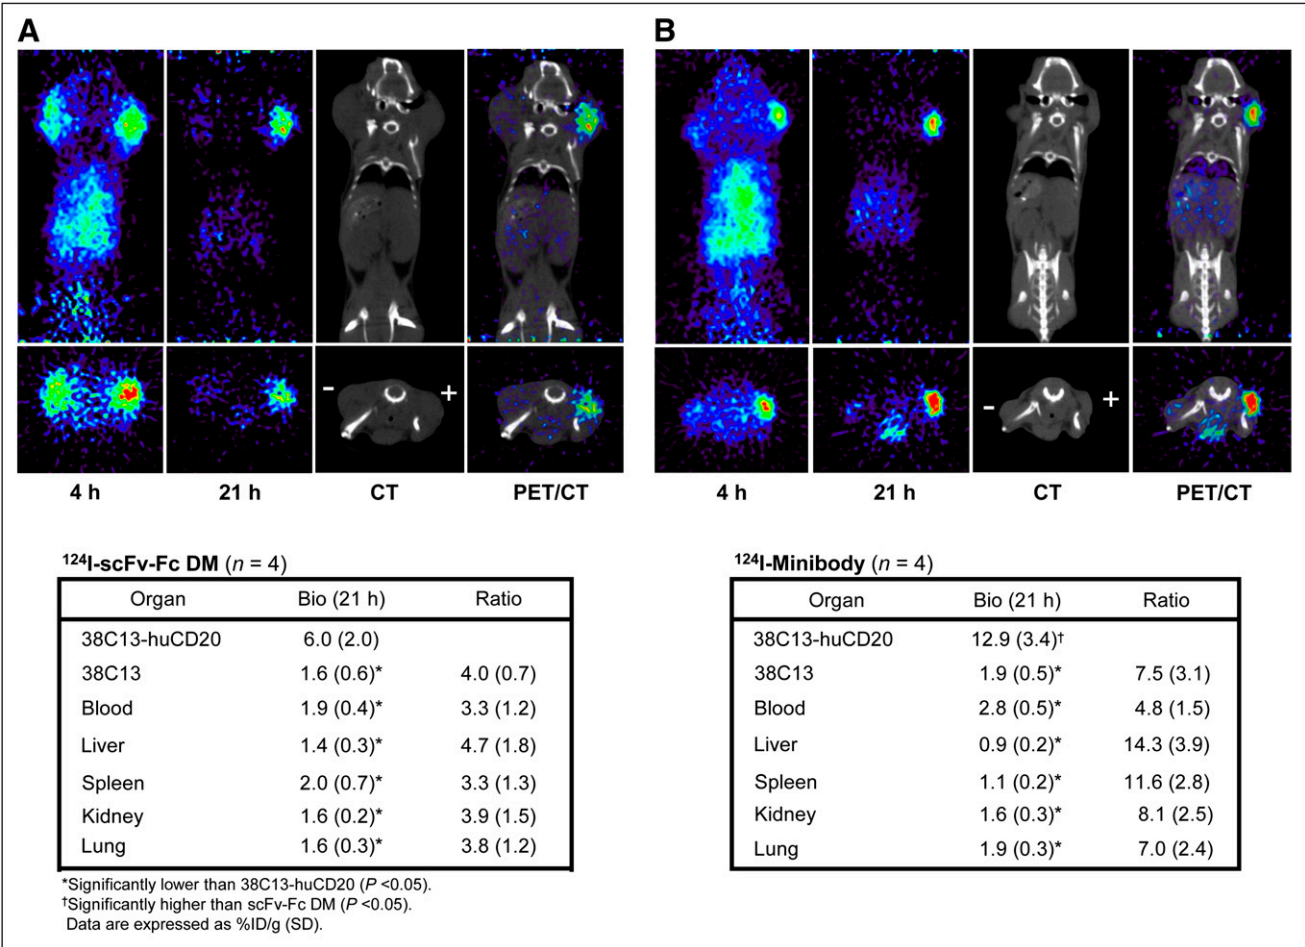 A
B
- +
- +
4 h 21 h CT PET/CT
4 h 21 h CT PET/CT
¹²⁴I-scFv-Fc DM (n = 4)
Organ Bio (21 h) Ratio
38C13-huCD20 6.0 (2.0)
38C13 1.6 (0.6)* 4.0 (0.7)
Blood 1.9 (0.4)* 3.3 (1.2)
Liver 1.4 (0.3)* 4.7 (1.8)
Spleen 2.0 (0.7)* 3.3 (1.3)
Kidney 1.6 (0.2)* 3.9 (1.5)
Lung 1.6 (0.3)* 3.8 (1.2)
*Significantly lower than 38C13-huCD20 (P <0.05).
†Significantly higher than scFv-Fc DM (P <0.05).
Data are expressed as %ID/g (SD).
¹²⁴I-Minibody (n = 4)
Organ Bio (21 h) Ratio
38C13-huCD20 12.9 (3.4)†
38C13 1.9 (0.5)* 7.5 (3.1)
Blood 2.8 (0.5)* 4.8 (1.5)
Liver 0.9 (0.2)* 14.3 (3.9)
Spleen 1.1 (0.2)* 11.6 (2.8)
Kidney 1.6 (0.3)* 8.1 (2.5)
Lung 1.9 (0.3)* 7.0 (2.4)